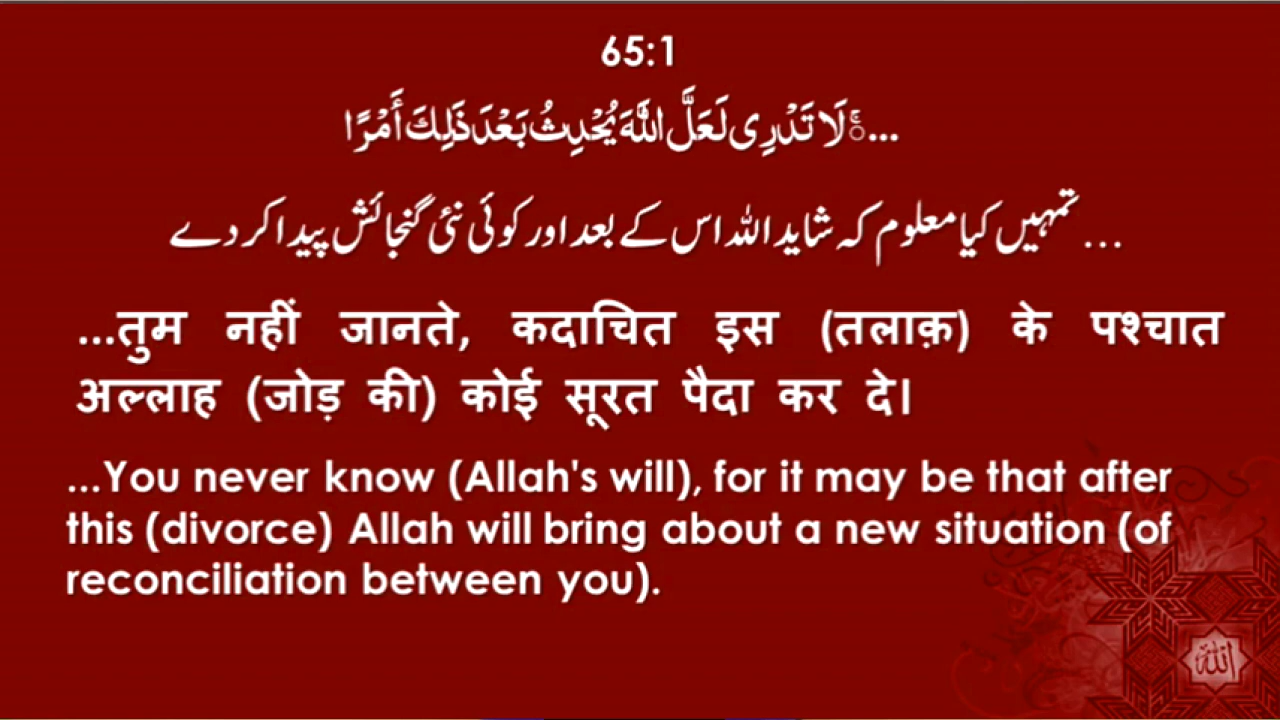 65:1
...ۚ لَا تَدْرِى لَعَلَّ اللَّهَ يُحْدِثُ بَعْدَ ذَٰلِكَ أَمْرًا
... تمہیں کیا معلوم کہ شاید اللہ اس کے بعد اور کوئی نئی گنجائش پیدا کر دے
...तुम नहीं जानते, कदाचित इस (तलाक़) के पश्चात
अल्लाह (जोड़ की) कोई सूरत पैदा कर दे।
...You never know (Allah's will), for it may be that after
this (divorce) Allah will bring about a new situation (of
reconciliation between you).
الله